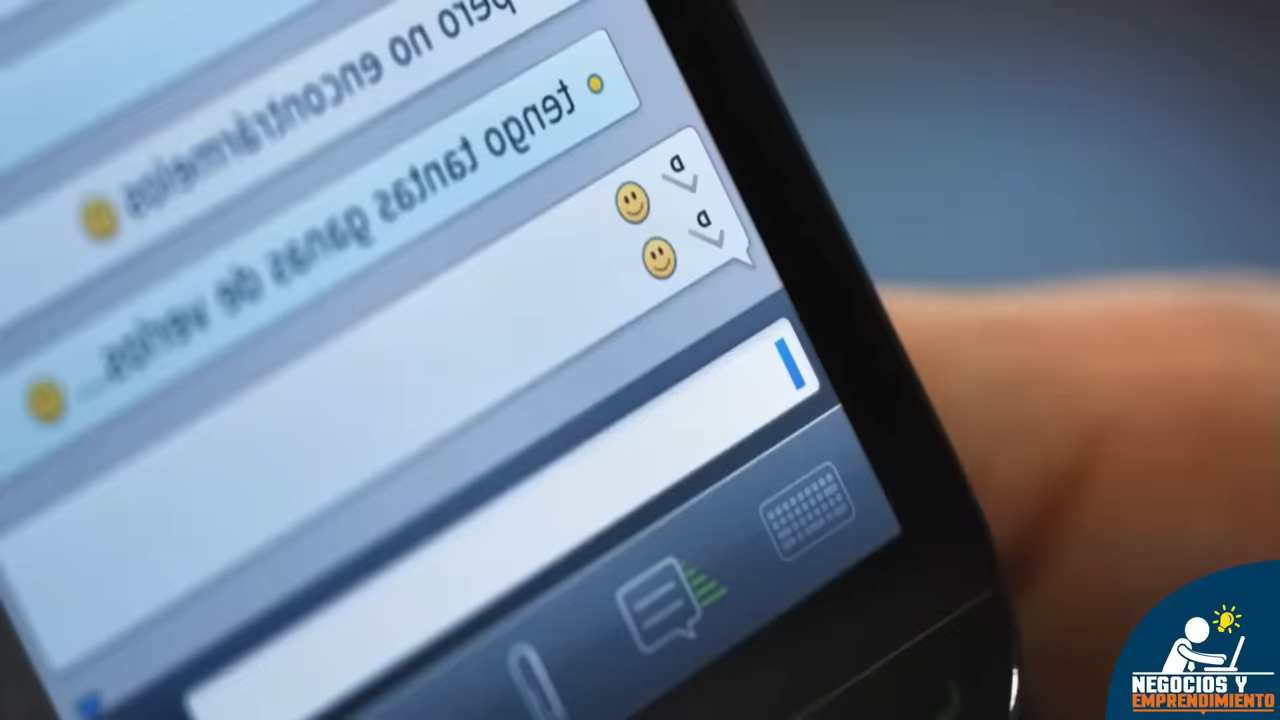 pero no encontrármelos
tengo tantas ganas de verlos...
D
D
NEGOCIOS Y
EMPRENDIMIENTO